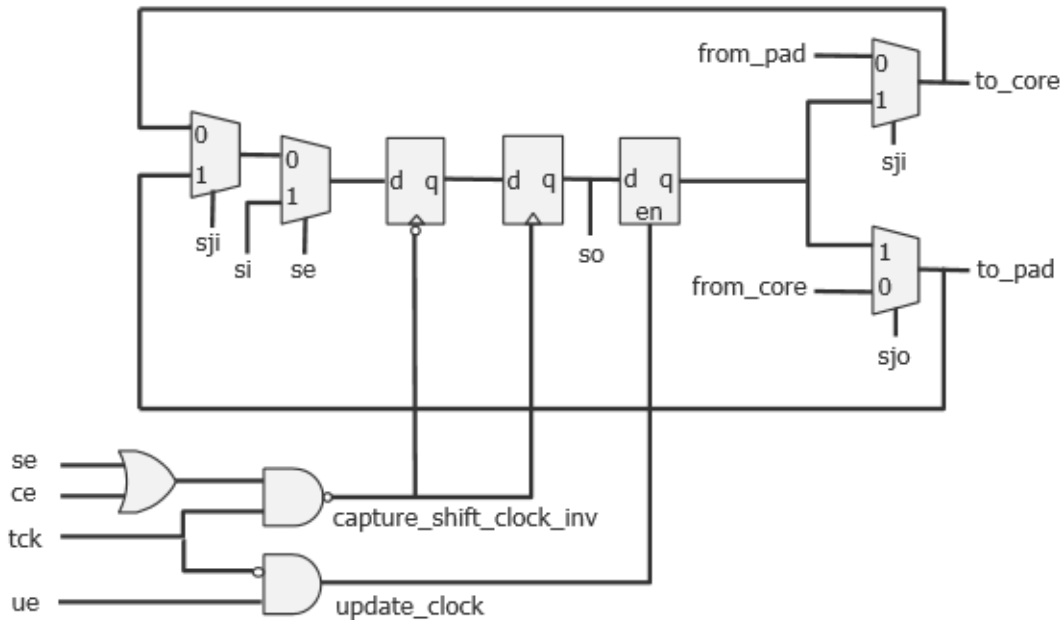 from_pad
0
1
to_core
sji
0
1
sji
0
1
si
se
d q
d q
so
d q
en
1
0
to_pad
from_core
sjo
se
ce
tck
ue
capture_shift_clock_inv
update_clock